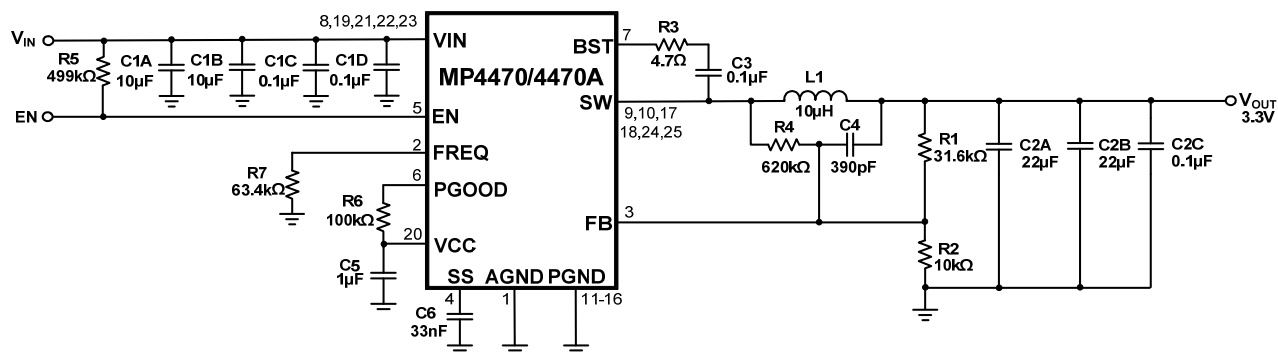 8,19,21,22,23
VIN
R5
499kΩ
C1A
10µF
C1B
10µF
C1C
0.1µF
C1D
0.1µF
EN
VIN
MP4470/4470A
BST
7
R3
4.7Ω
C3
0.1µF
SW
9,10,17
18,24,25
L1
10µH
R4
620kΩ
C4
390pF
R1
31.6kΩ
C2A
22µF
C2B
22µF
C2C
0.1µF
VOUT
3.3V
5
EN
2
FREQ
R7
63.4kΩ
6
PGOOD
R6
100kΩ
20
VCC
C5
1µF
FB
3
R2
10kΩ
SS
AGND
PGND
4
1
11-16
C6
33nF